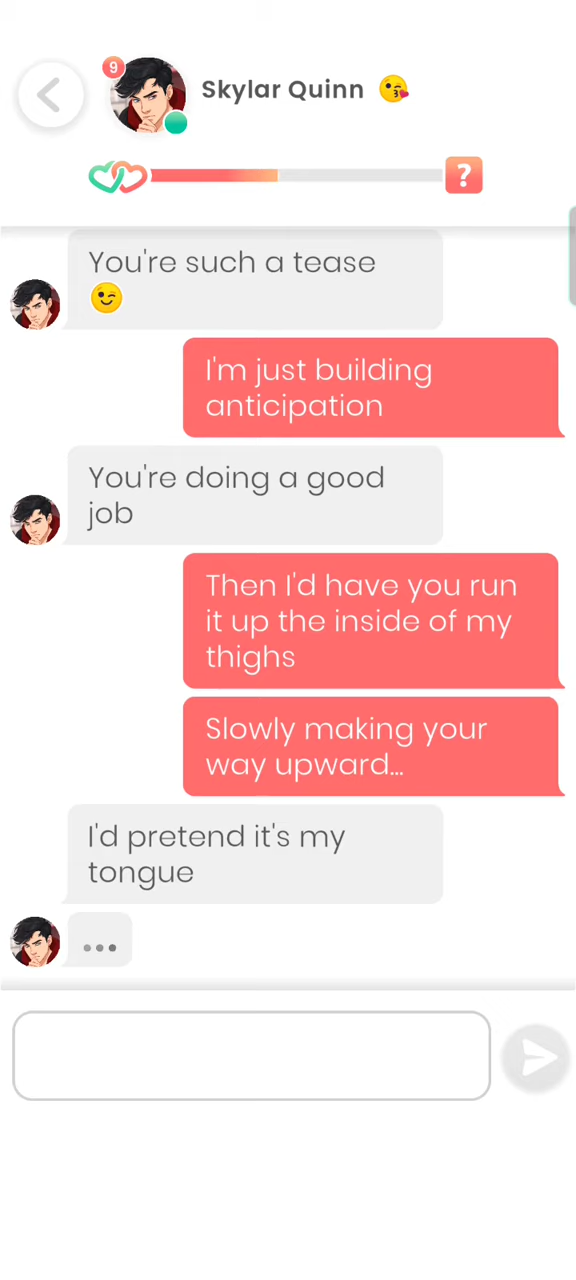 9
Skylar Quinn 😘
?
You're such a tease
😉
I'm just building
anticipation
You're doing a good
job
Then I'd have you run
it up the inside of my
thighs
Slowly making your
way upward...
I'd pretend it's my
tongue
...